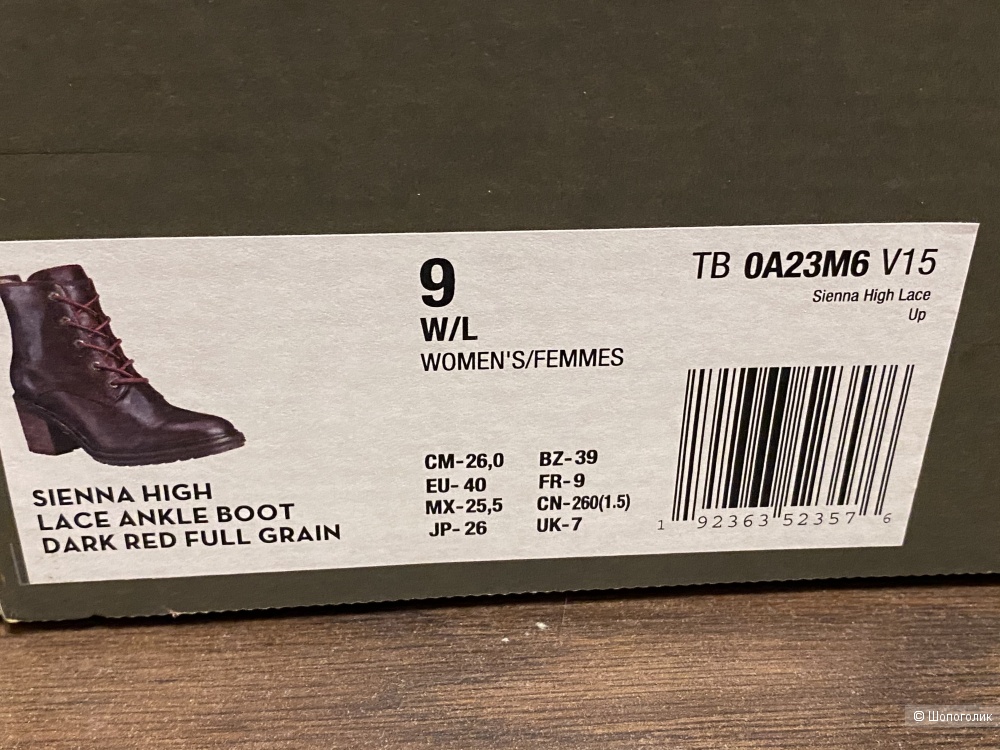 9
W/L
WOMEN'S/FEMMES
TB 0A23M6 V15
Sienna High Lace
Up
CM-26,0 BZ-39
EU-40 FR-9
MX-25,5 CN-260(1.5)
JP-26 UK-7
SIENNA HIGH
LACE ANKLE BOOT
DARK RED FULL GRAIN
1 92363 52357 6
© Шопоголик